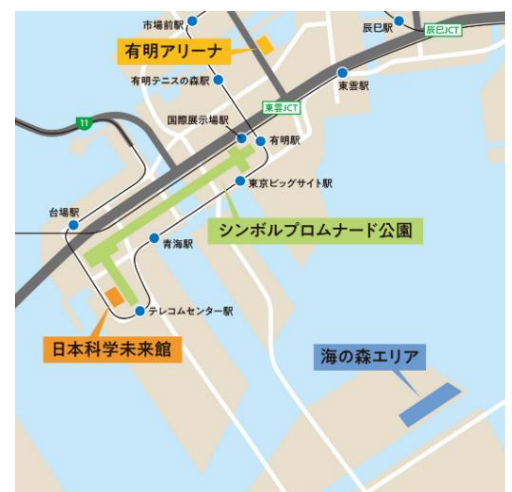 市場前駅
辰巳駅
辰巳JCT
有明アリーナ
有明テニスの森駅
東雲駅
東雲JCT
11
国際展示場駅
有明駅
東京ビッグサイト駅
台場駅
シンボルプロムナード公園
青海駅
テレコムセンター駅
日本科学未来館
海の森エリア